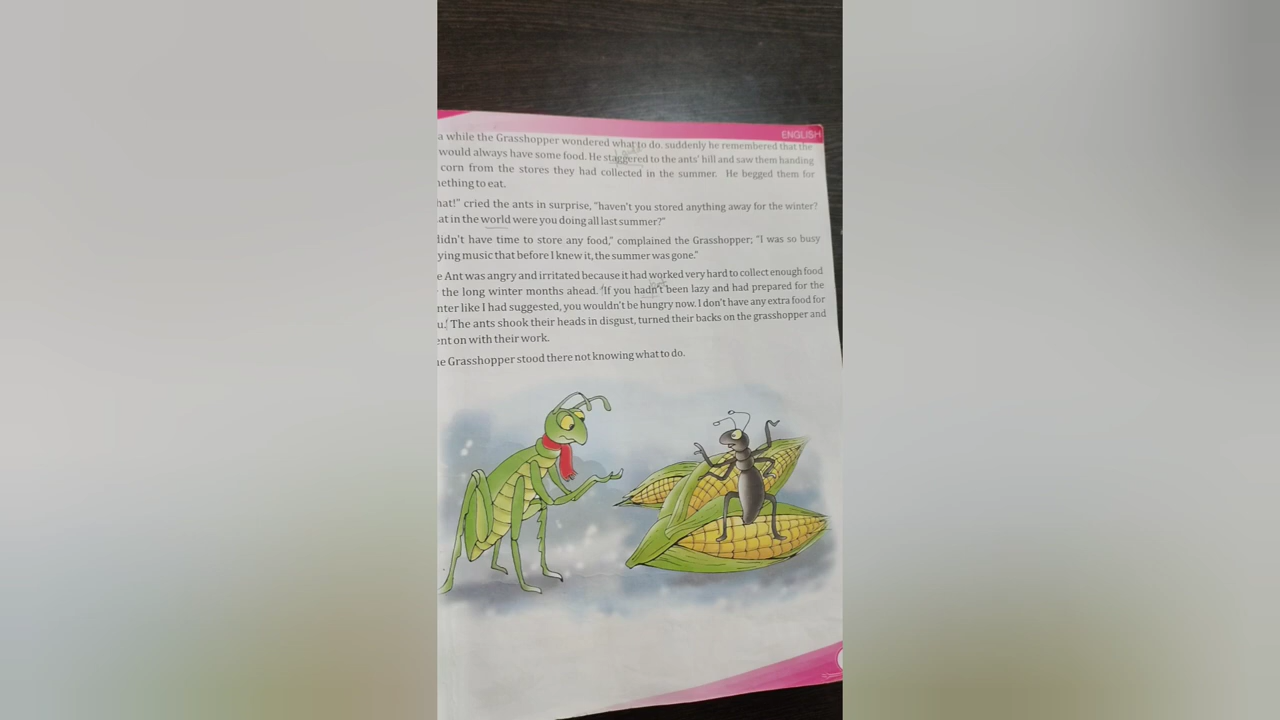 ENGLISH
a while the Grasshopper wondered what to do. suddenly he remembered that the
would always have some food. He staggered to the ants' hill and saw them handing
corn from the stores they had collected in the summer. He begged them for
nething to eat.
hat!" cried the ants in surprise, "haven't you stored anything away for the winter?
at in the world were you doing all last summer?"
didn't have time to store any food," complained the Grasshopper; "I was so busy
ying music that before I knew it, the summer was gone."
e Ant was angry and irritated because it had worked very hard to collect enough food
the long winter months ahead. "If you hadn't been lazy and had prepared for the
nter like I had suggested, you wouldn't be hungry now. I don't have any extra food for
u." The ants shook their heads in disgust, turned their backs on the grasshopper and
ent on with their work.
e Grasshopper stood there not knowing what to do.